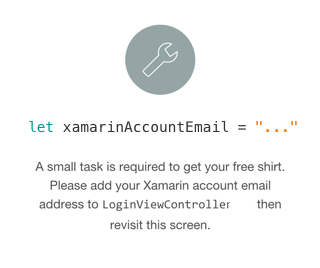 let xamarinAccountEmail = "..."
A small task is required to get your free shirt.
Please add your Xamarin account email
address to LoginViewController then
revisit this screen.